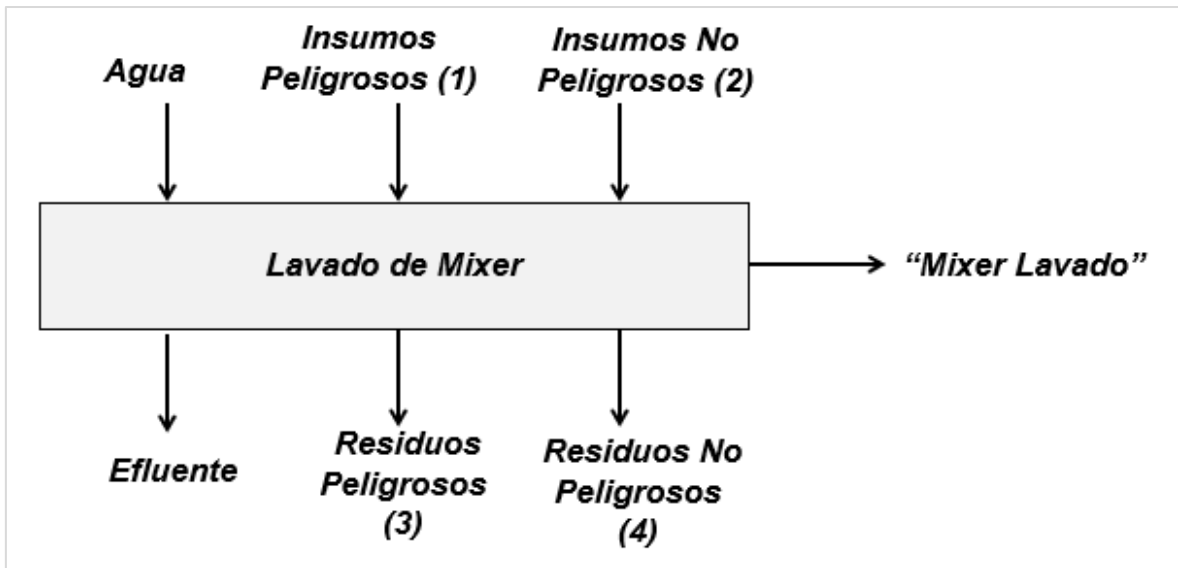 Agua
Insumos
Peligrosos (1)
Insumos No
Peligrosos (2)
Lavado de Mixer
“Mixer Lavado”
Efluente
Residuos
Peligrosos
(3)
Residuos No
Peligrosos
(4)